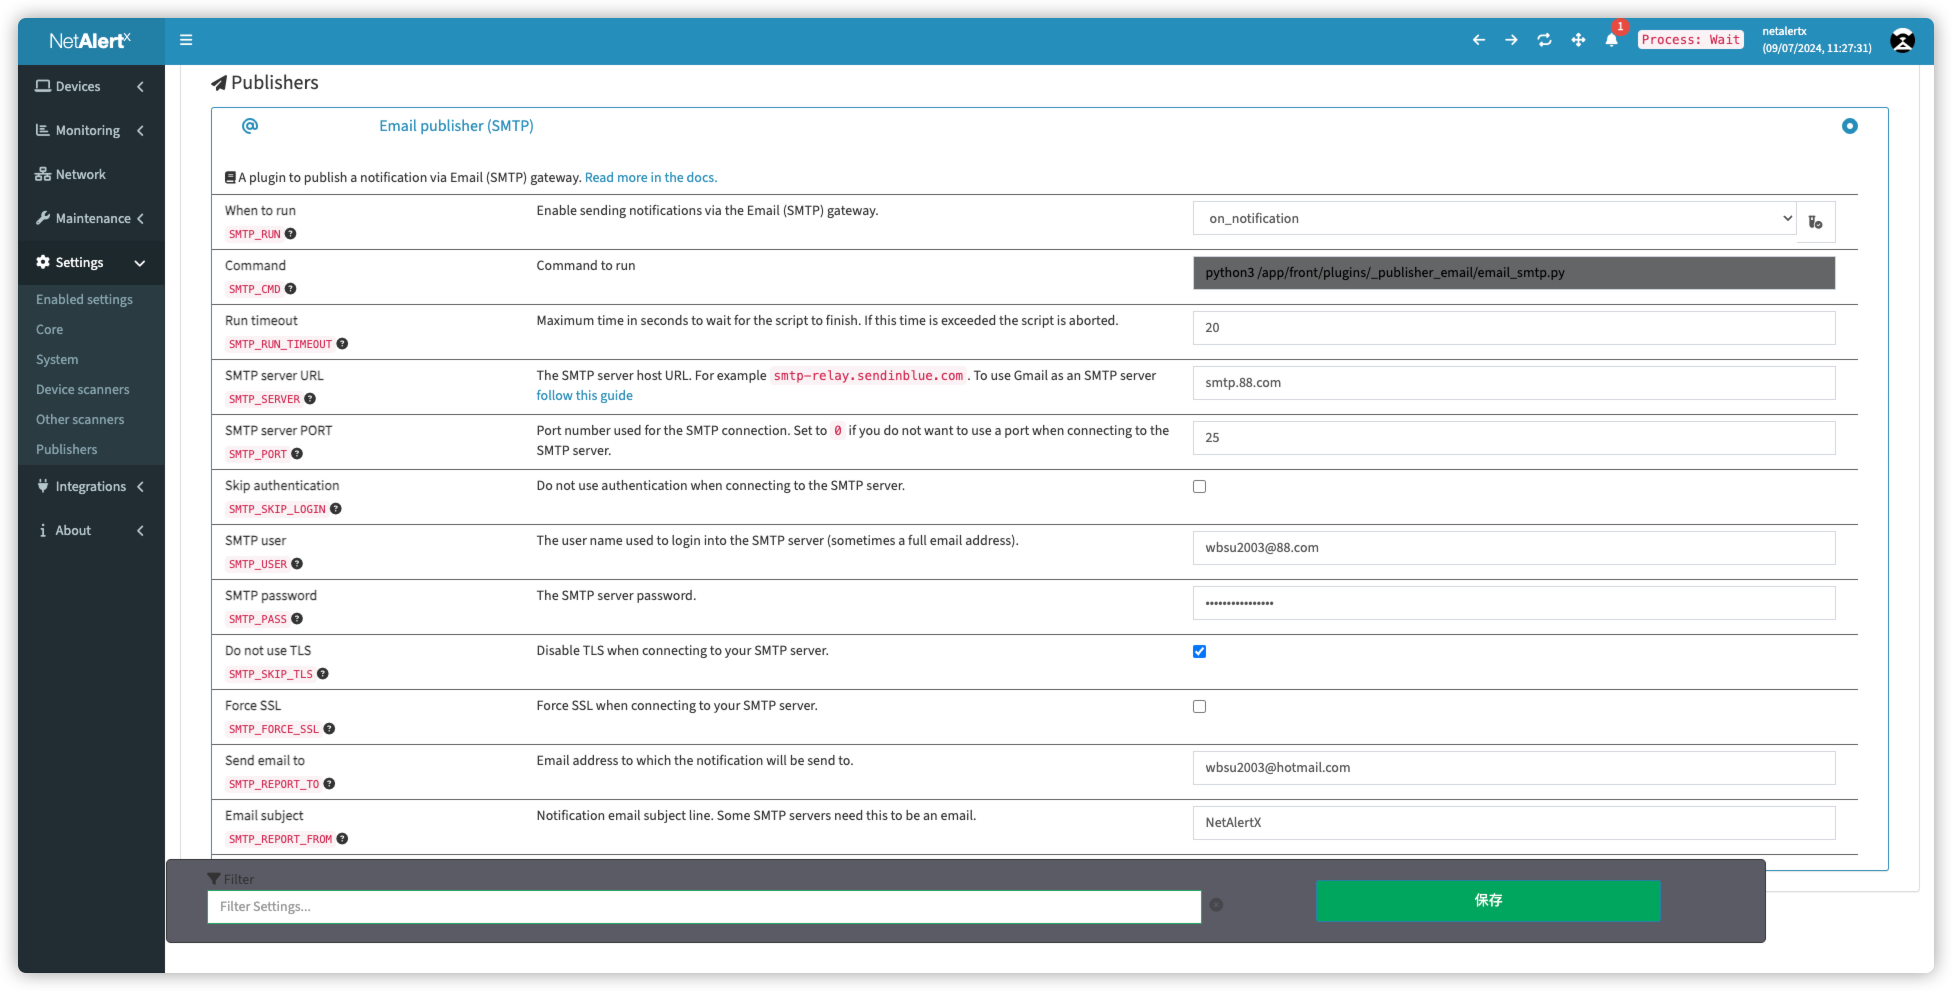 NetAlertX
1
Process: Wait
netalertx
(09/07/2024, 11:27:31)
Devices
Monitoring
Network
Maintenance
Settings
Enabled settings
Core
System
Device scanners
Other scanners
Publishers
Integrations
About
Publishers
Email publisher (SMTP)
A plugin to publish a notification via Email (SMTP) gateway. Read more in the docs.
When to run
SMTP_RUN
Enable sending notifications via the Email (SMTP) gateway.
on_notification
Command
SMTP_CMD
Command to run
python3 /app/front/plugins/_publisher_email/email_smtp.py
Run timeout
SMTP_RUN_TIMEOUT
Maximum time in seconds to wait for the script to finish. If this time is exceeded the script is aborted.
20
SMTP server URL
SMTP_SERVER
The SMTP server host URL. For example smtp-relay.sendinblue.com . To use Gmail as an SMTP server
follow this guide
smtp.88.com
SMTP server PORT
SMTP_PORT
Port number used for the SMTP connection. Set to 0 if you do not want to use a port when connecting to the
SMTP server.
25
Skip authentication
SMTP_SKIP_LOGIN
Do not use authentication when connecting to the SMTP server.
SMTP user
SMTP_USER
The user name used to login into the SMTP server (sometimes a full email address).
wbsu2003@88.com
SMTP password
SMTP_PASS
The SMTP server password.
••••••••••••••••
Do not use TLS
SMTP_SKIP_TLS
Disable TLS when connecting to your SMTP server.
Force SSL
SMTP_FORCE_SSL
Force SSL when connecting to your SMTP server.
Send email to
SMTP_REPORT_TO
Email address to which the notification will be send to.
wbsu2003@hotmail.com
Email subject
SMTP_REPORT_FROM
Notification email subject line. Some SMTP servers need this to be an email.
NetAlertX
Filter
Filter Settings...
保存